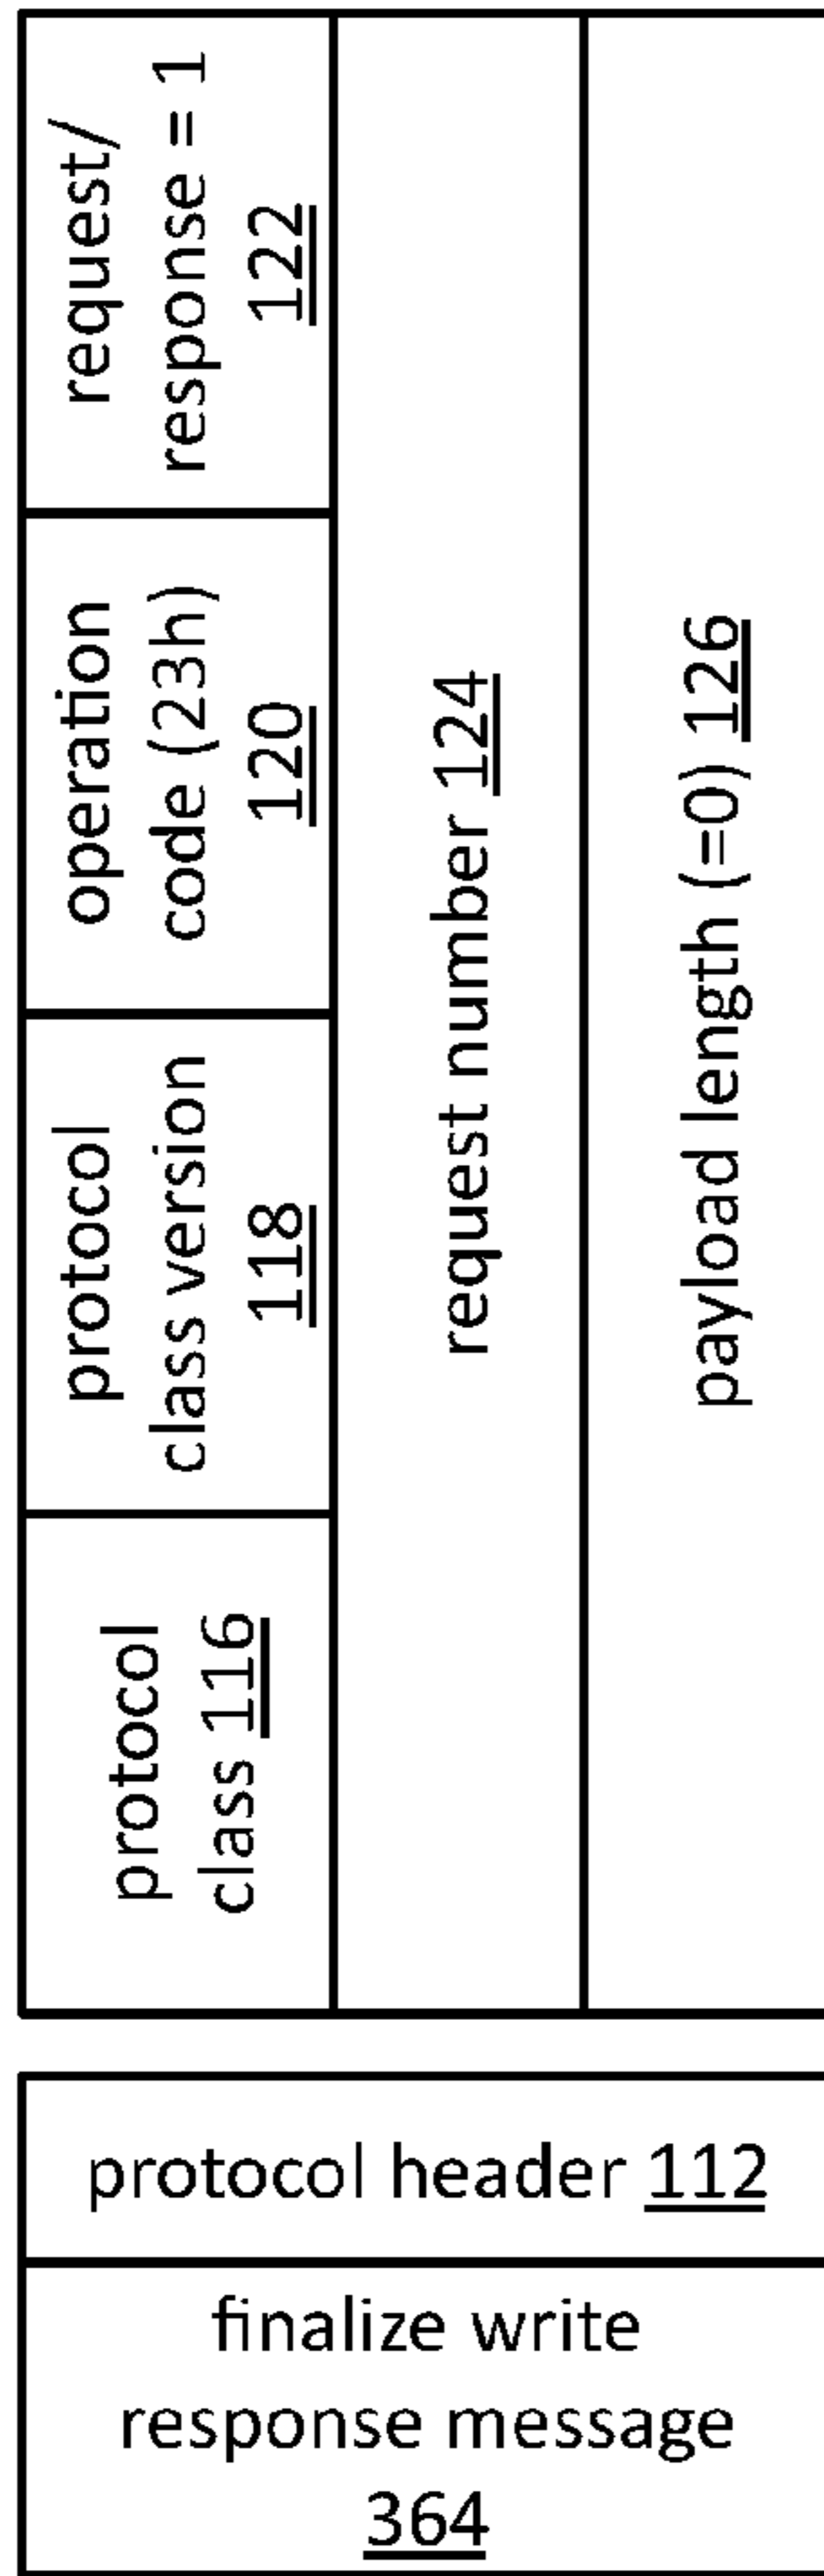 protocol
class 116
protocol
class version
118
operation
code (23h)
120
request/
response = 1
122
request number 124
payload length (=0) 126
protocol header 112
finalize write
response message
364